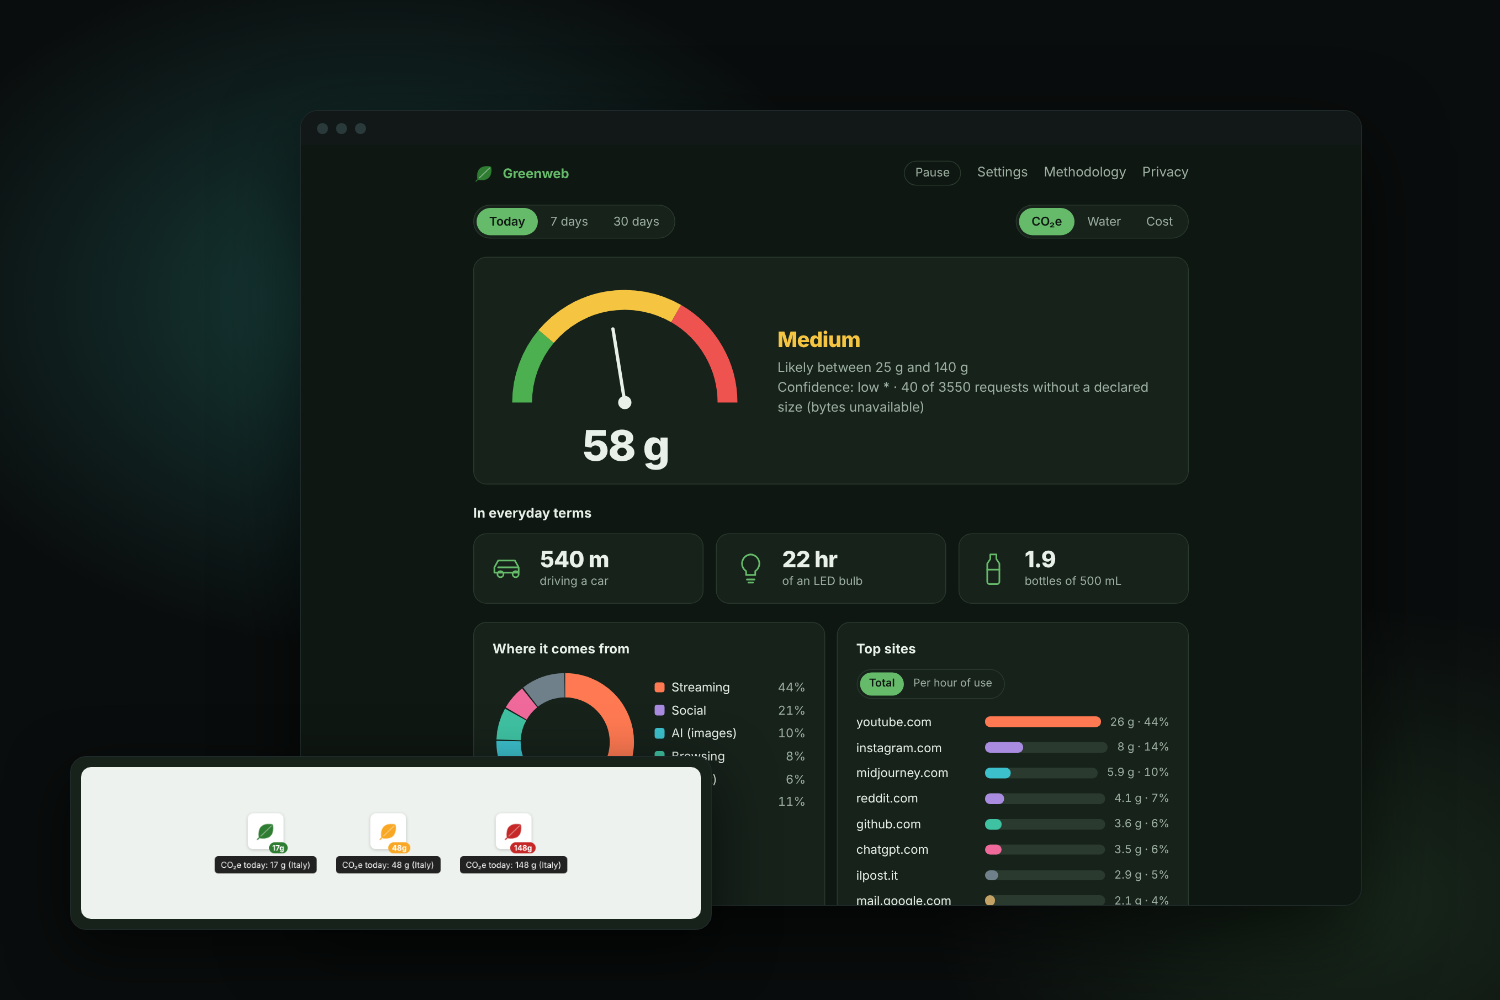 Greenweb
Pause Settings Methodology Privacy
Today 7 days 30 days
CO₂e Water Cost
58 g
Medium
Likely between 25 g and 140 g
Confidence: low * · 40 of 3550 requests without a declared
size (bytes unavailable)
In everyday terms
540 m
driving a car
22 hr
of an LED bulb
1.9
bottles of 500 mL
Where it comes from
Streaming 44%
Social 21%
AI (images) 10%
Browsing 8%
) 6%
11%
Top sites
Total Per hour of use
youtube.com 26 g · 44%
instagram.com 8 g · 14%
midjourney.com 5.9 g · 10%
reddit.com 4.1 g · 7%
github.com 3.6 g · 6%
chatgpt.com 3.5 g · 6%
ilpost.it 2.9 g · 5%
mail.google.com 2.1 g · 4%
17g
48g
148g
CO₂e today: 17 g (Italy)
CO₂e today: 48 g (Italy)
CO₂e today: 148 g (Italy)